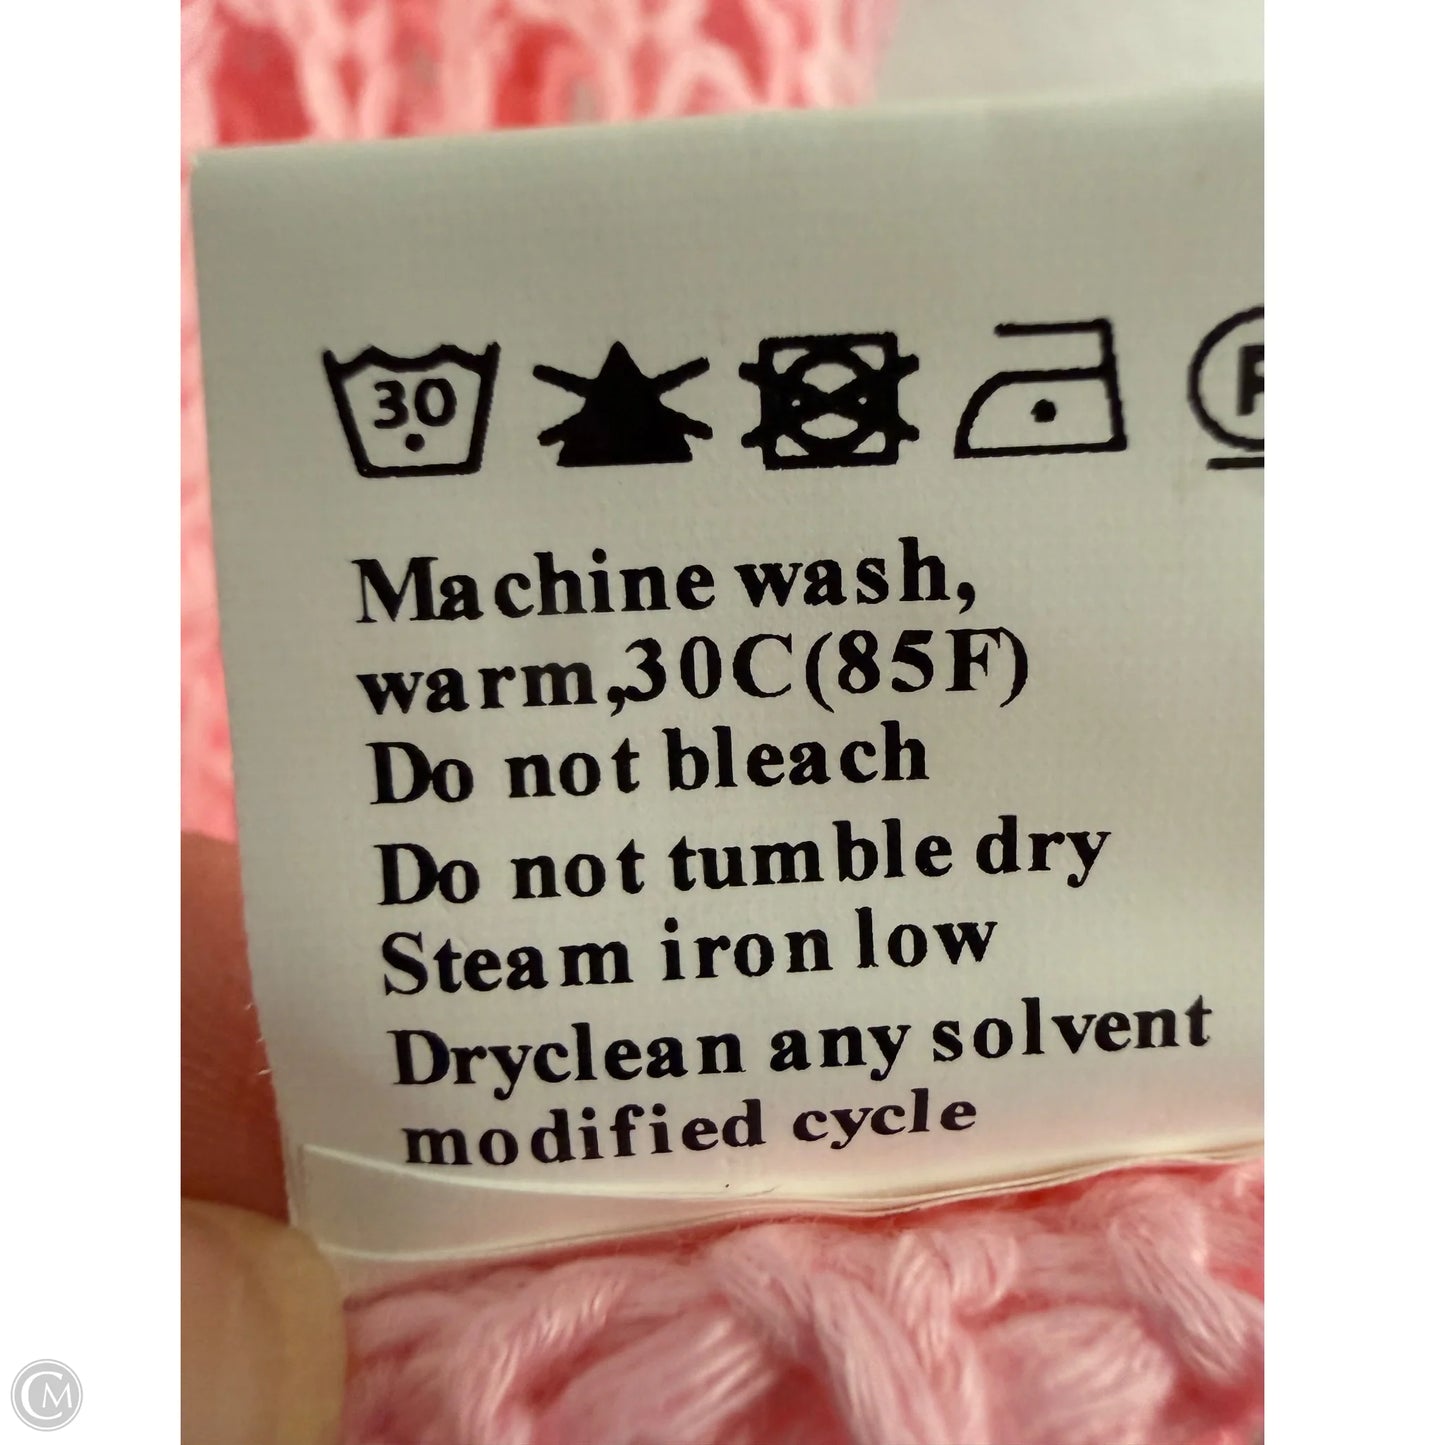 30
Machine wash,
warm,30C(85F)
Do not bleach
Do not tumble dry
Steam iron low
Dryclean any solvent
modified cycle
CM